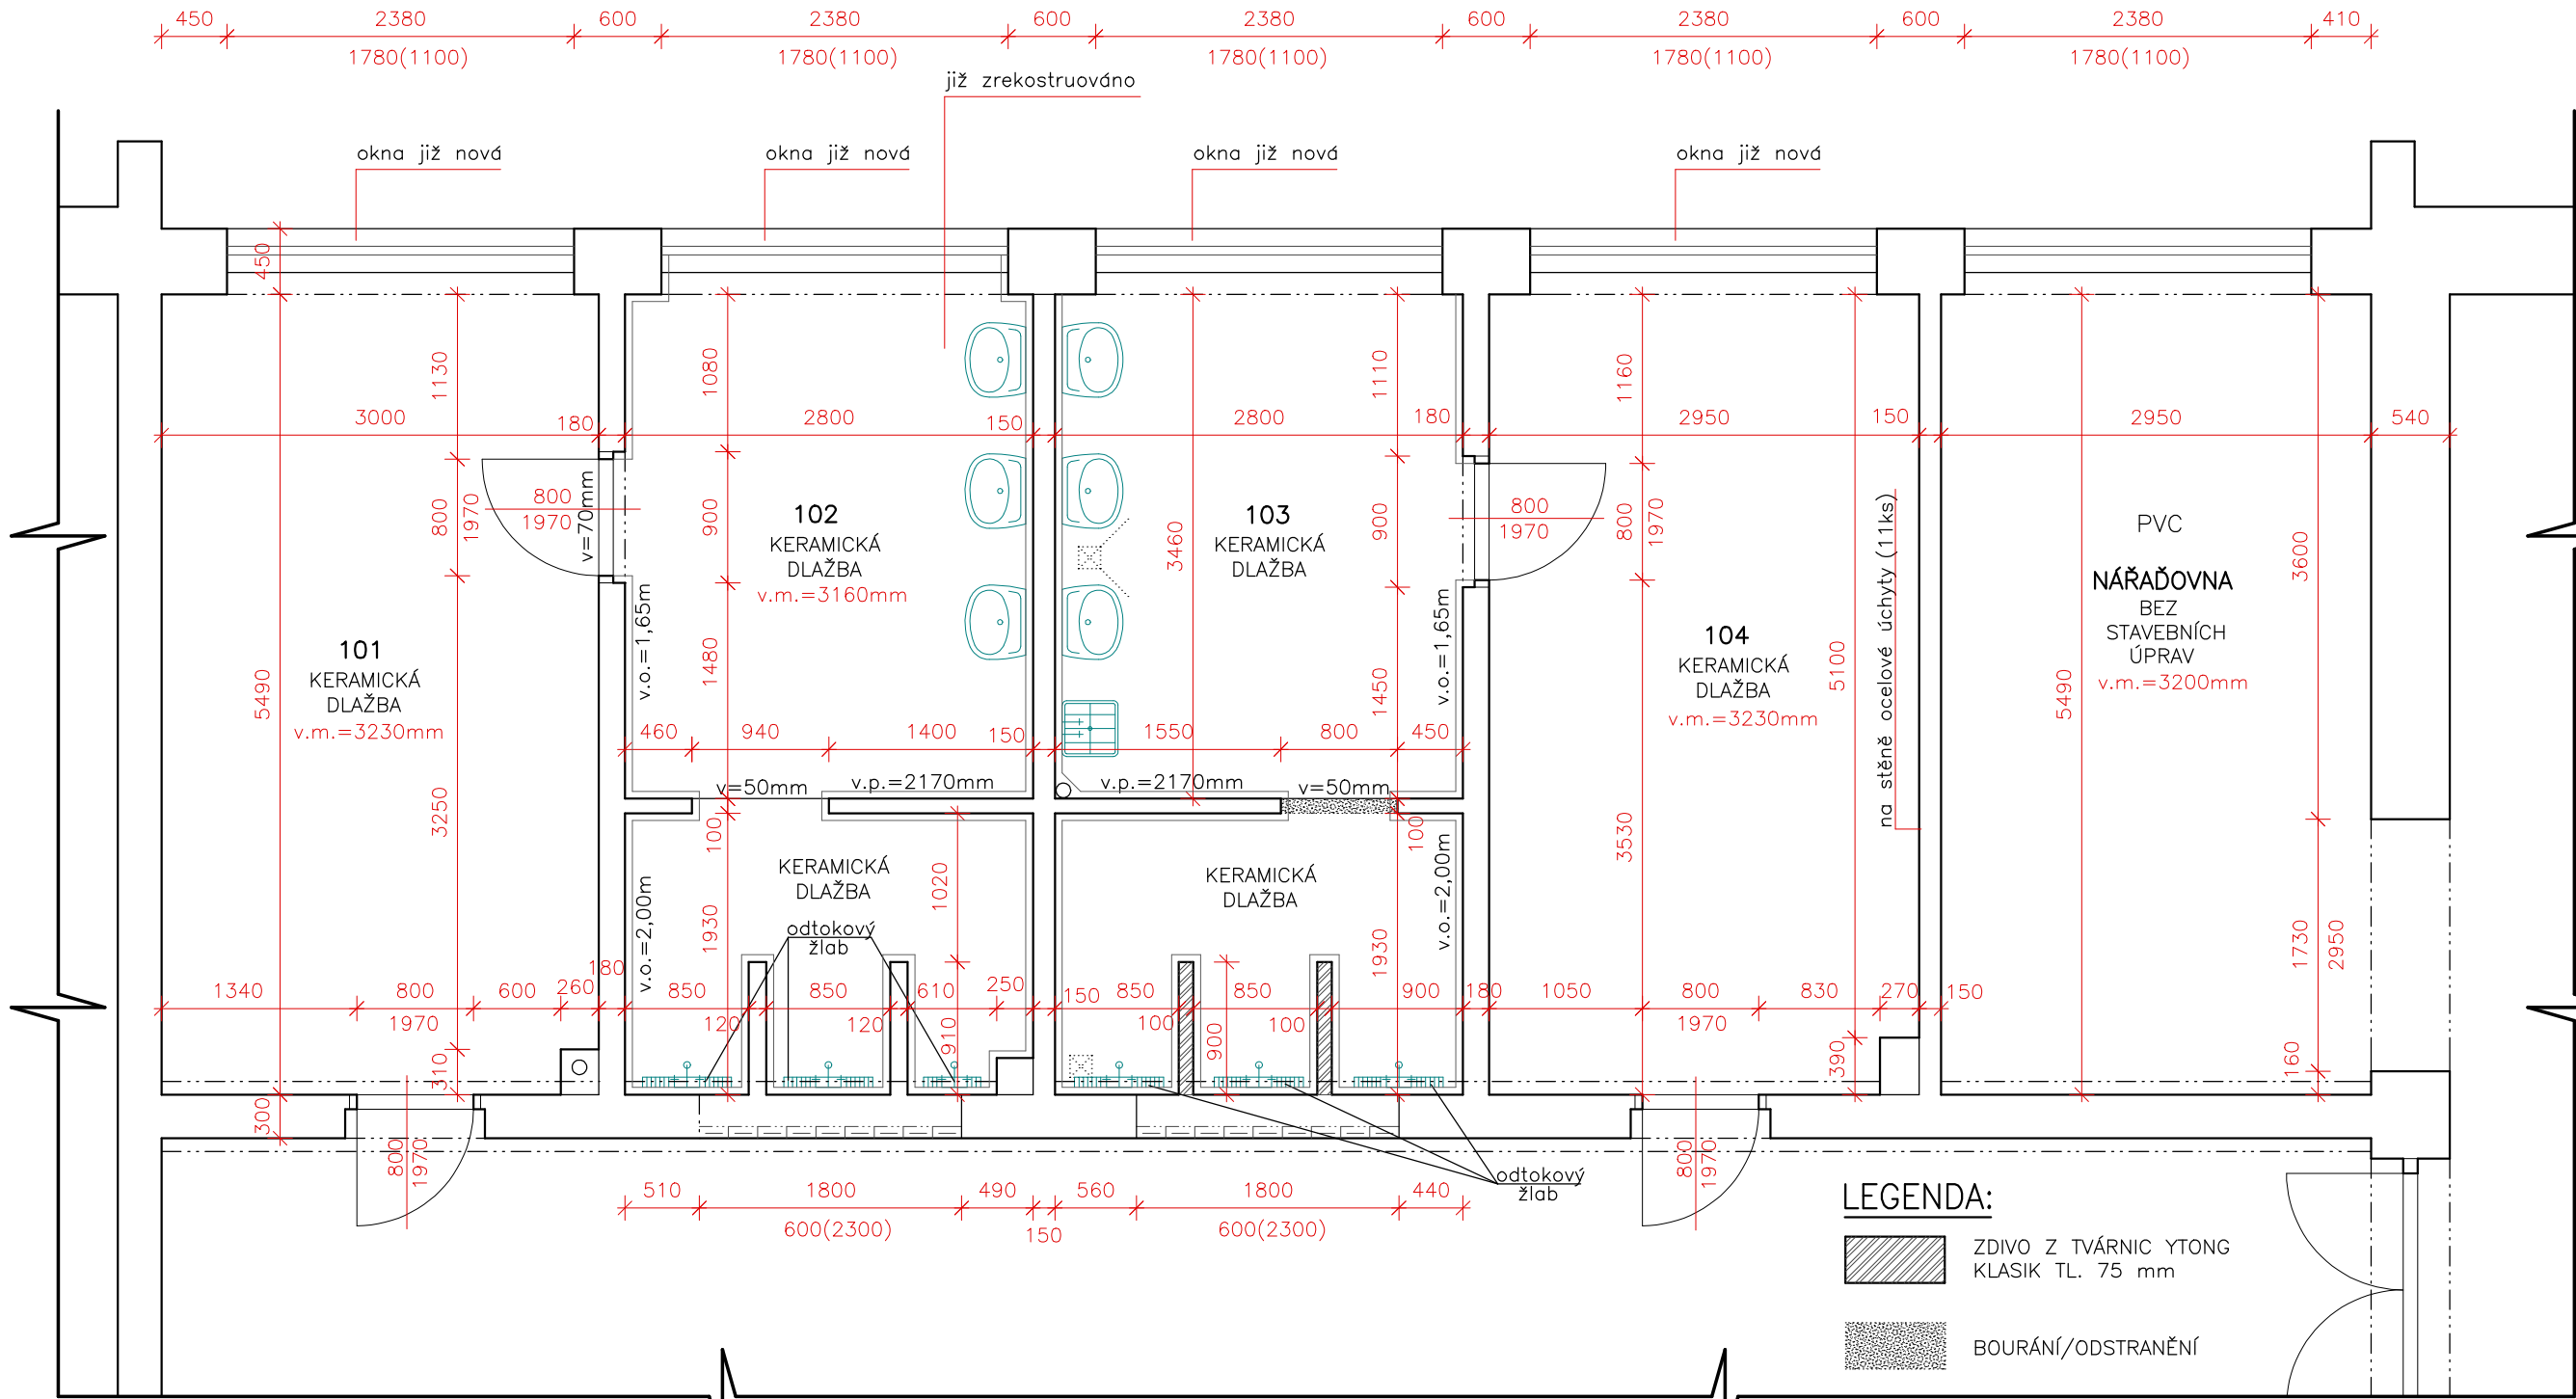 450 2380 600 2380 600 2380 600 2380 600 2380 410
1780(1100) 1780(1100) 1780(1100) 1780(1100) 1780(1100)
již zrekostruováno
okna již nová
okna již nová
okna již nová
okna již nová
450
1130
1080
1110
1160
3000 180 2800 150 2800 180 2950 150 2950 540
800
1970
800
1970
v=70mm
900
3460
900
800
1970
800
1970
3600
101
KERAMICKÁ
DLAŽBA
v.m.=3230mm
102
KERAMICKÁ
DLAŽBA
v.m.=3160mm
103
KERAMICKÁ
DLAŽBA
104
KERAMICKÁ
DLAŽBA
v.m.=3230mm
PVC
NÁŘAĎOVNA
BEZ
STAVEBNÍCH
ÚPRAV
v.m.=3200mm
na stěně ocelové úchyty (11ks)
5490
v.o.=1,65m
1480
v.o.=1,65m
1450
5100
5490
460 940 1400 150 1550 800 450
v=50mm
v.p.=2170mm
v.p.=2170mm
v=50mm
3250
100
100
3530
KERAMICKÁ
DLAŽBA
KERAMICKÁ
DLAŽBA
v.o.=2,00m
1930
1020
v.o.=2,00m
1930
1730
2950
odtokový
žlab
1340 800 600 260 180 850 850 610 250 150 850 850 900 180 1050 800 830 270 150
1970
120
120
100
100
1970
310
910
900
390
160
300
800
1970
800
1970
odtokový
žlab
510 1800 490 560 1800 440
600(2300) 150 600(2300)
LEGENDA:
ZDIVO Z TVÁRNIC YTONG
KLASIK TL. 75 mm
BOURÁNÍ/ODSTRANĚNÍ